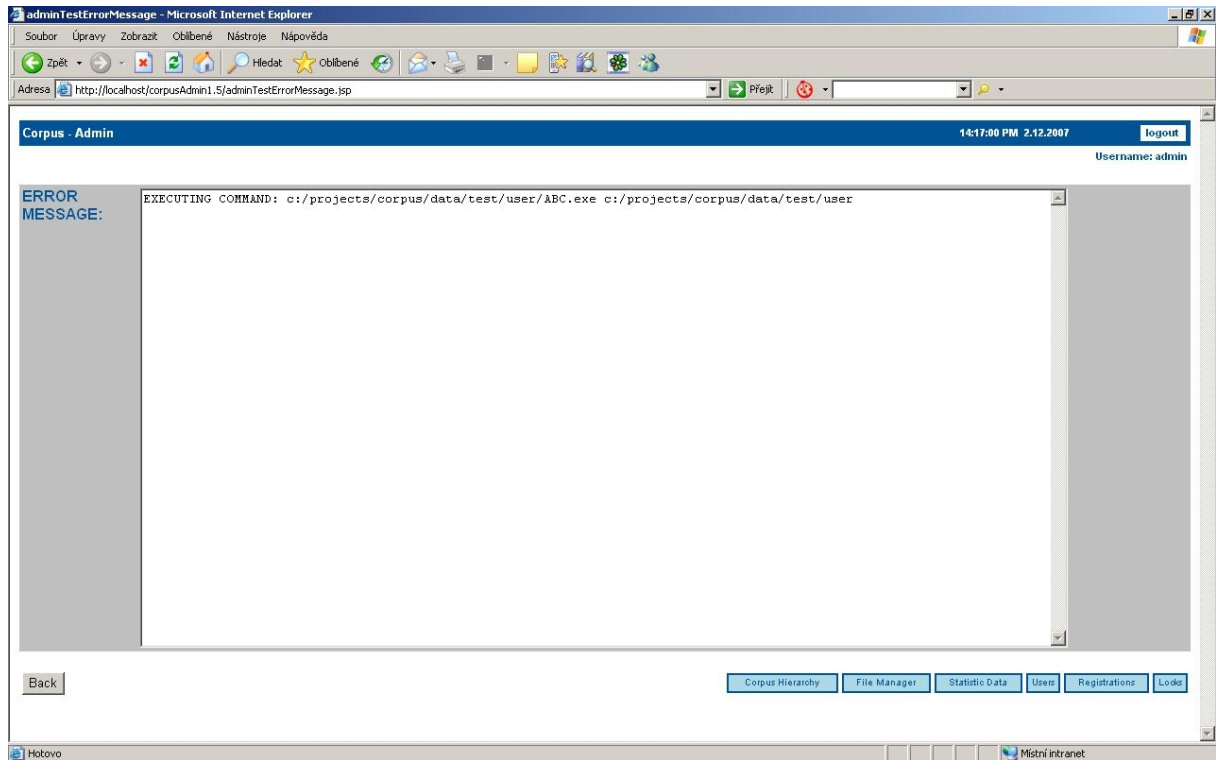 adminTestErrorMessage - Microsoft Internet Explorer
Soubor Úpravy Zobrazit Oblíbené Nástroje Nápověda
Zpět Hledat Oblíbené
Adresa http://localhost/corpusAdmin1.5/adminTestErrorMessage.jsp Přejít
Corpus - Admin 14:17:00 PM 2.12.2007 logout
Username: admin
ERROR
MESSAGE:
EXECUTING COMMAND: c:/projects/corpus/data/test/user/ABC.exe c:/projects/corpus/data/test/user
Back Corpus Hierarchy File Manager Statistic Data Users Registrations Locks
Hotovo Místní intranet